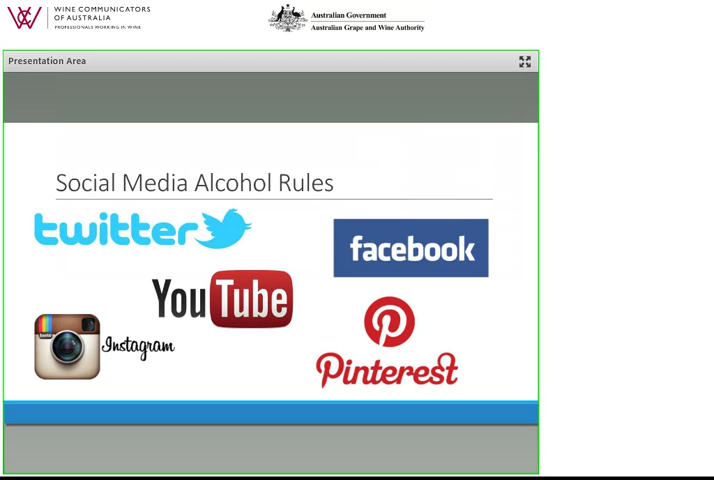 WINE COMMUNICATORS
OF AUSTRALIA
PROFESSIONALS WORKING IN WINE
Australian Government
Australian Grape and Wine Authority
Presentation Area
Social Media Alcohol Rules
twitter
facebook
YouTube
Instagram
Pinterest